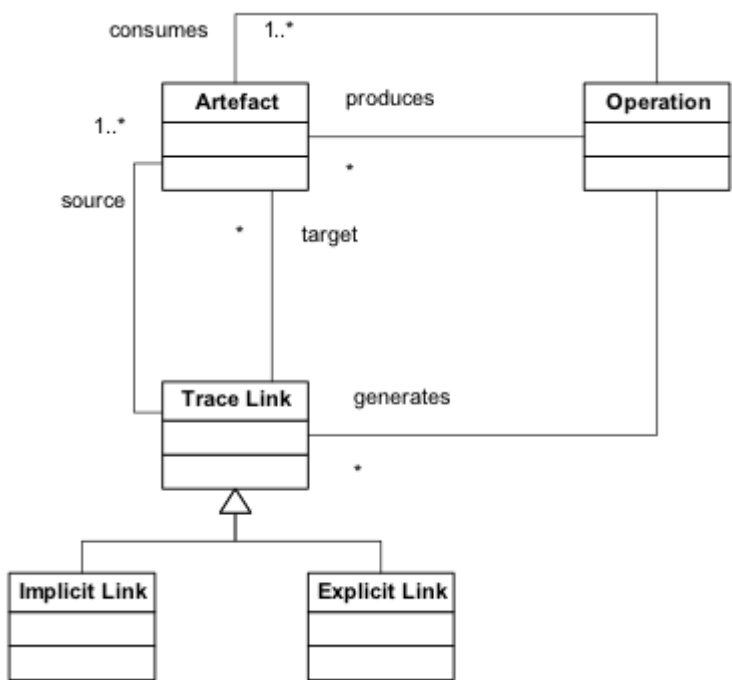 consumes 1..*
Artefact produces Operation
1..*
*
source
* target
Trace Link generates
*
Implicit Link Explicit Link